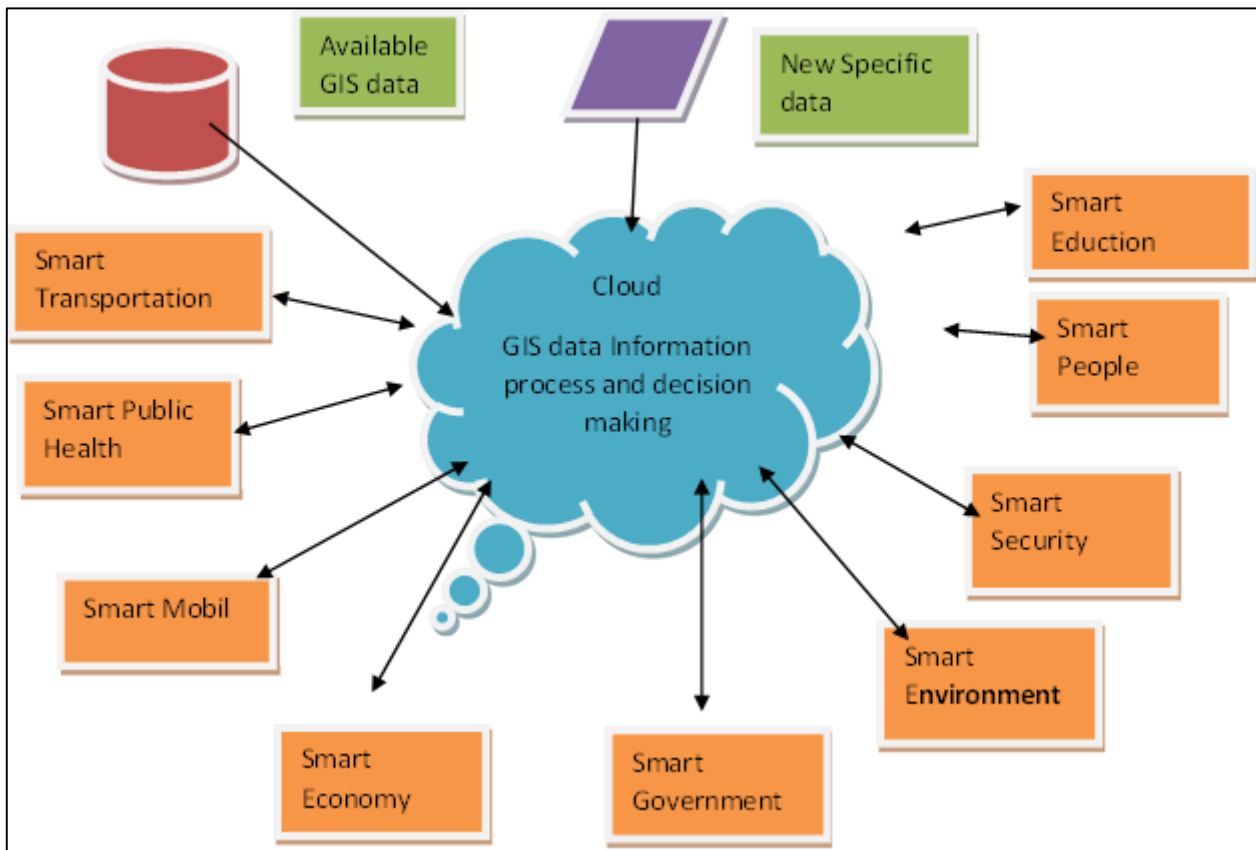 Available
GIS data
New Specific
data
Smart
Eduction
Smart
Transportation
Cloud
GIS data Information
process and decision
making
Smart
People
Smart Public
Health
Smart
Security
Smart Mobil
Smart
Environment
Smart
Economy
Smart
Government